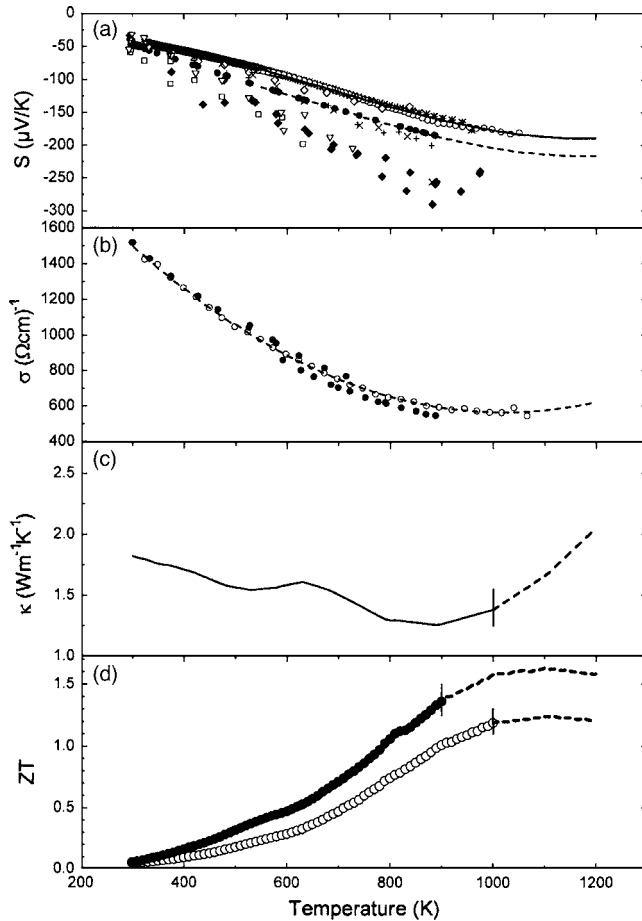 (a)
-50
-100
-150
-200
-250
-300
S (μV/K)
(b)
1600
1400
1200
1000
800
600
400
σ (Ωcm)⁻¹
(c)
2.5
2.0
1.5
1.0
κ (Wm⁻¹K⁻¹)
(d)
1.5
1.0
0.5
0.0
ZT
200 400 600 800 1000 1200
Temperature (K)